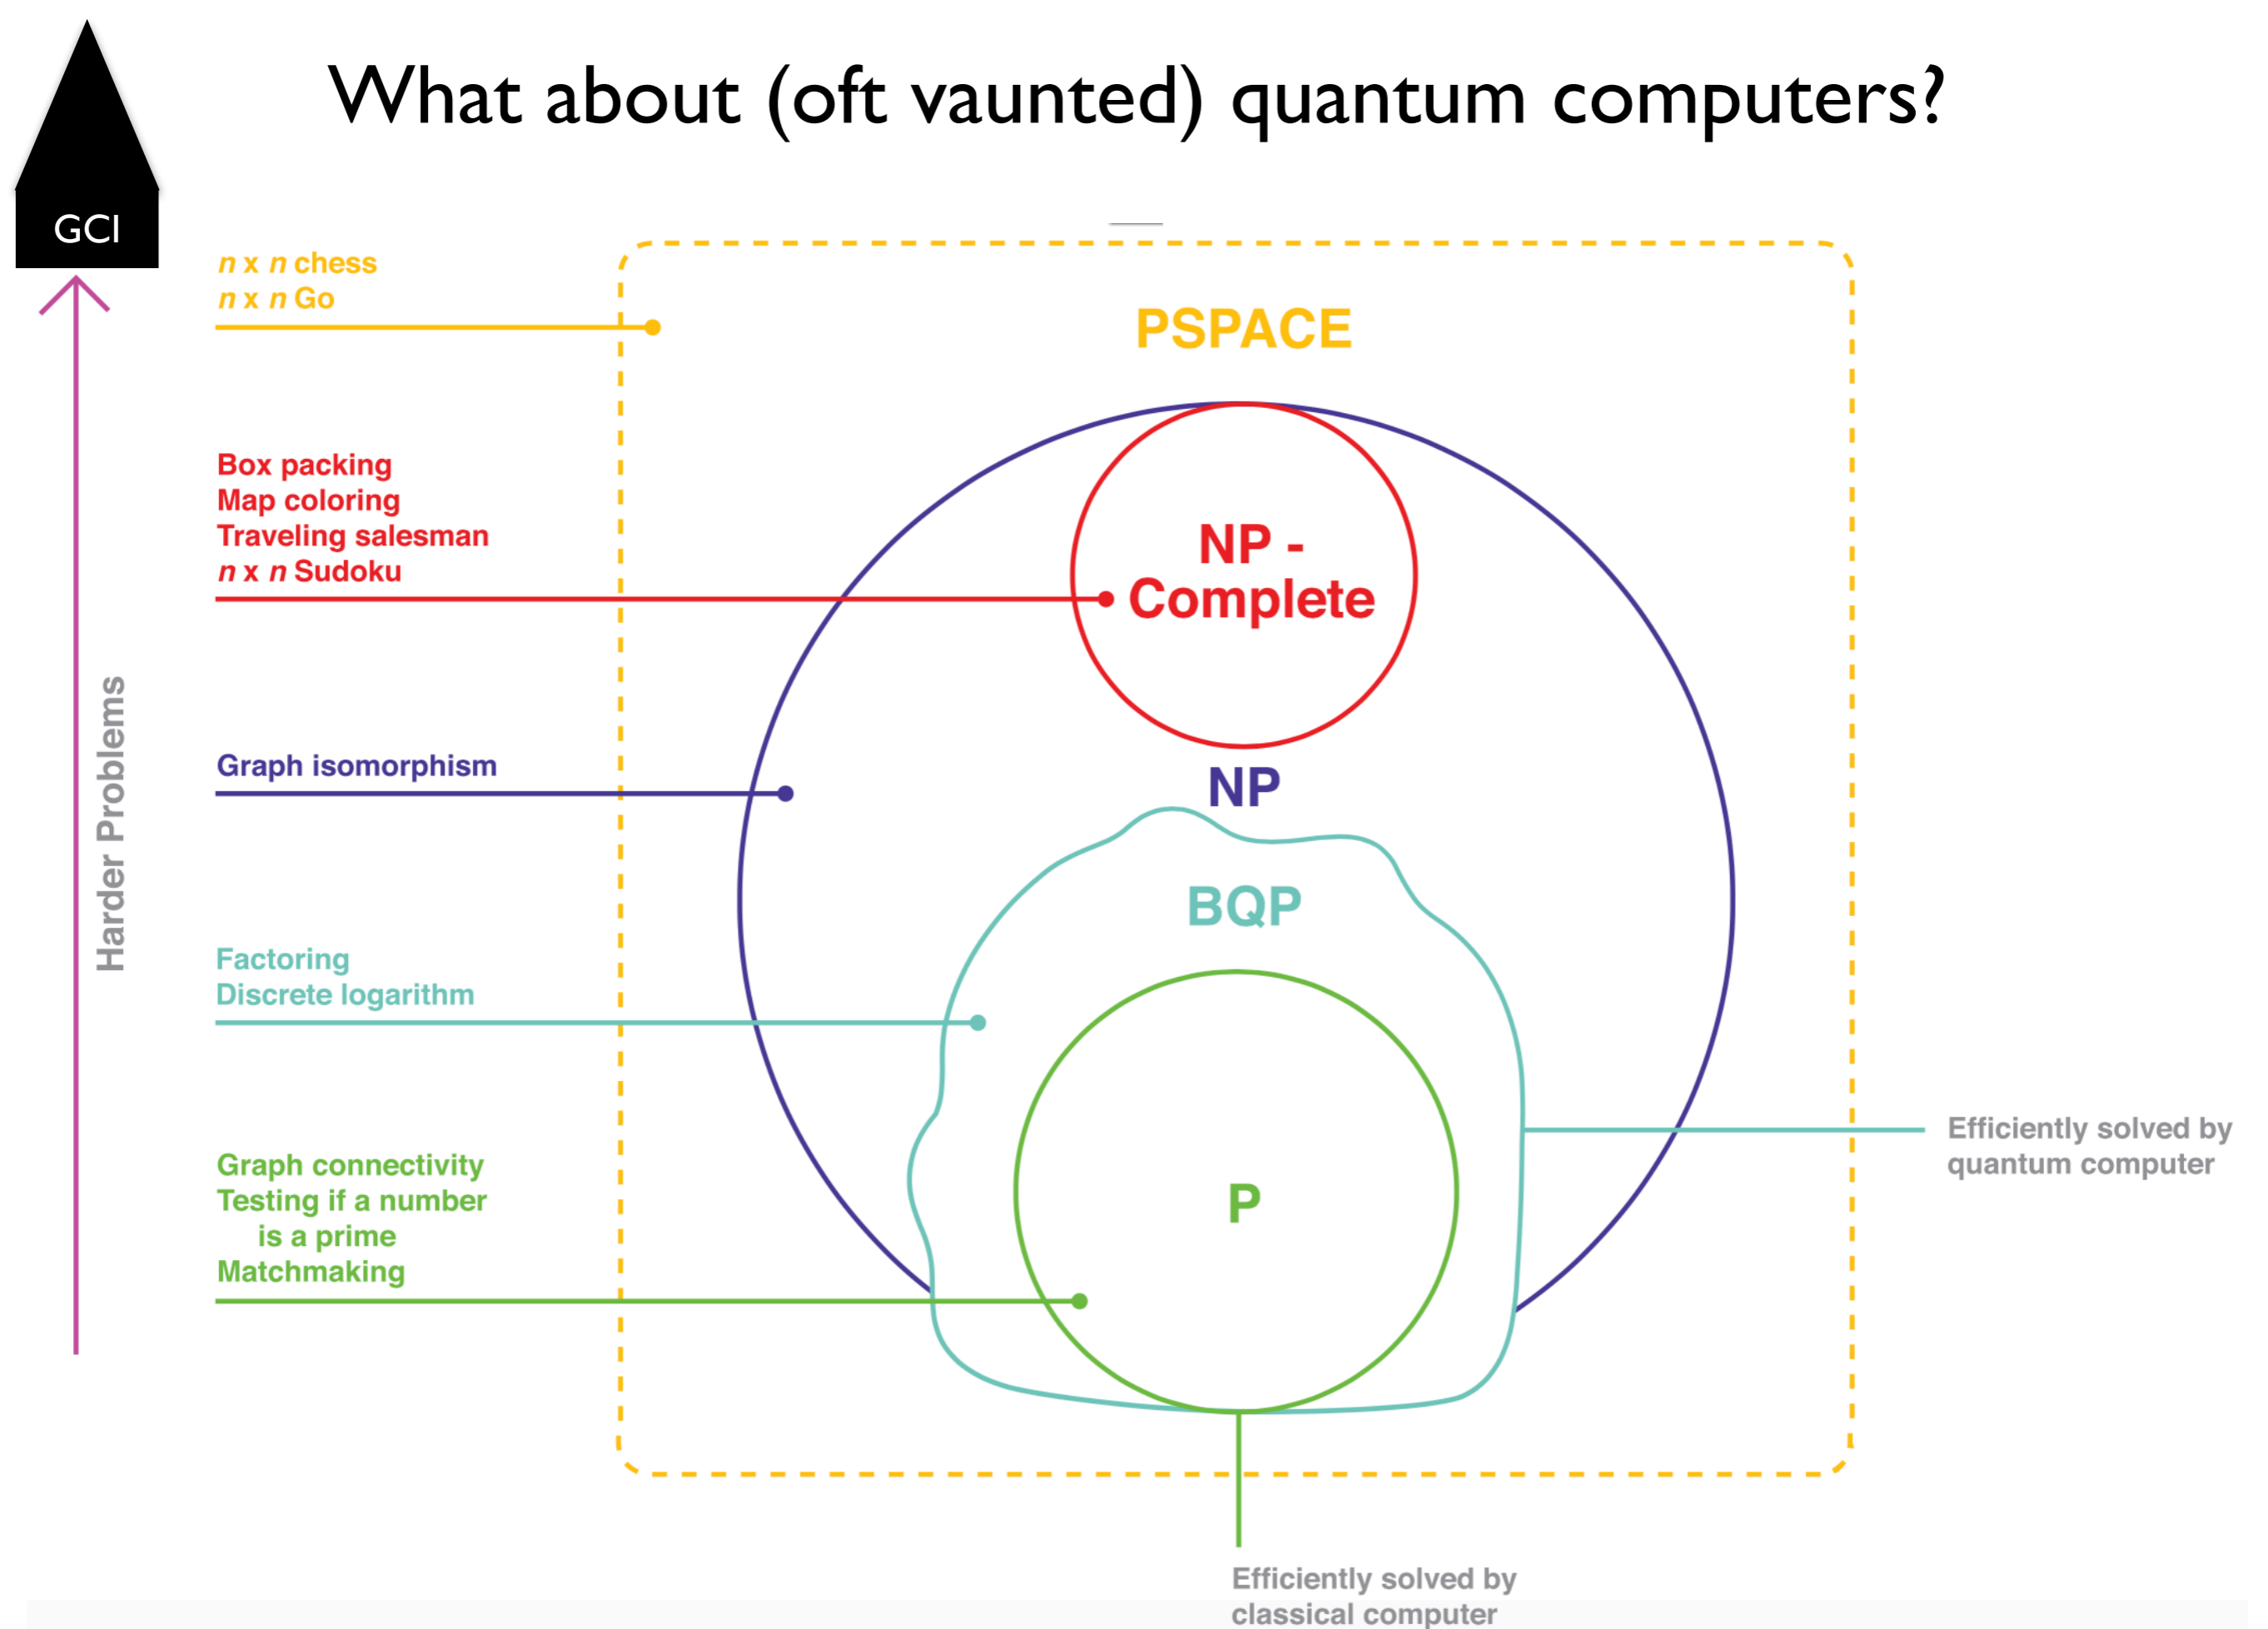 What about (oft vaunted) quantum computers?
GCI
n x n chess
n x n Go
PSPACE
Box packing
Map coloring
Traveling salesman
n x n Sudoku
NP -
Complete
Harder Problems
Graph isomorphism
NP
BQP
Factoring
Discrete logarithm
Efficiently solved by
quantum computer
Graph connectivity
Testing if a number
is a prime
Matchmaking
P
Efficiently solved by
classical computer